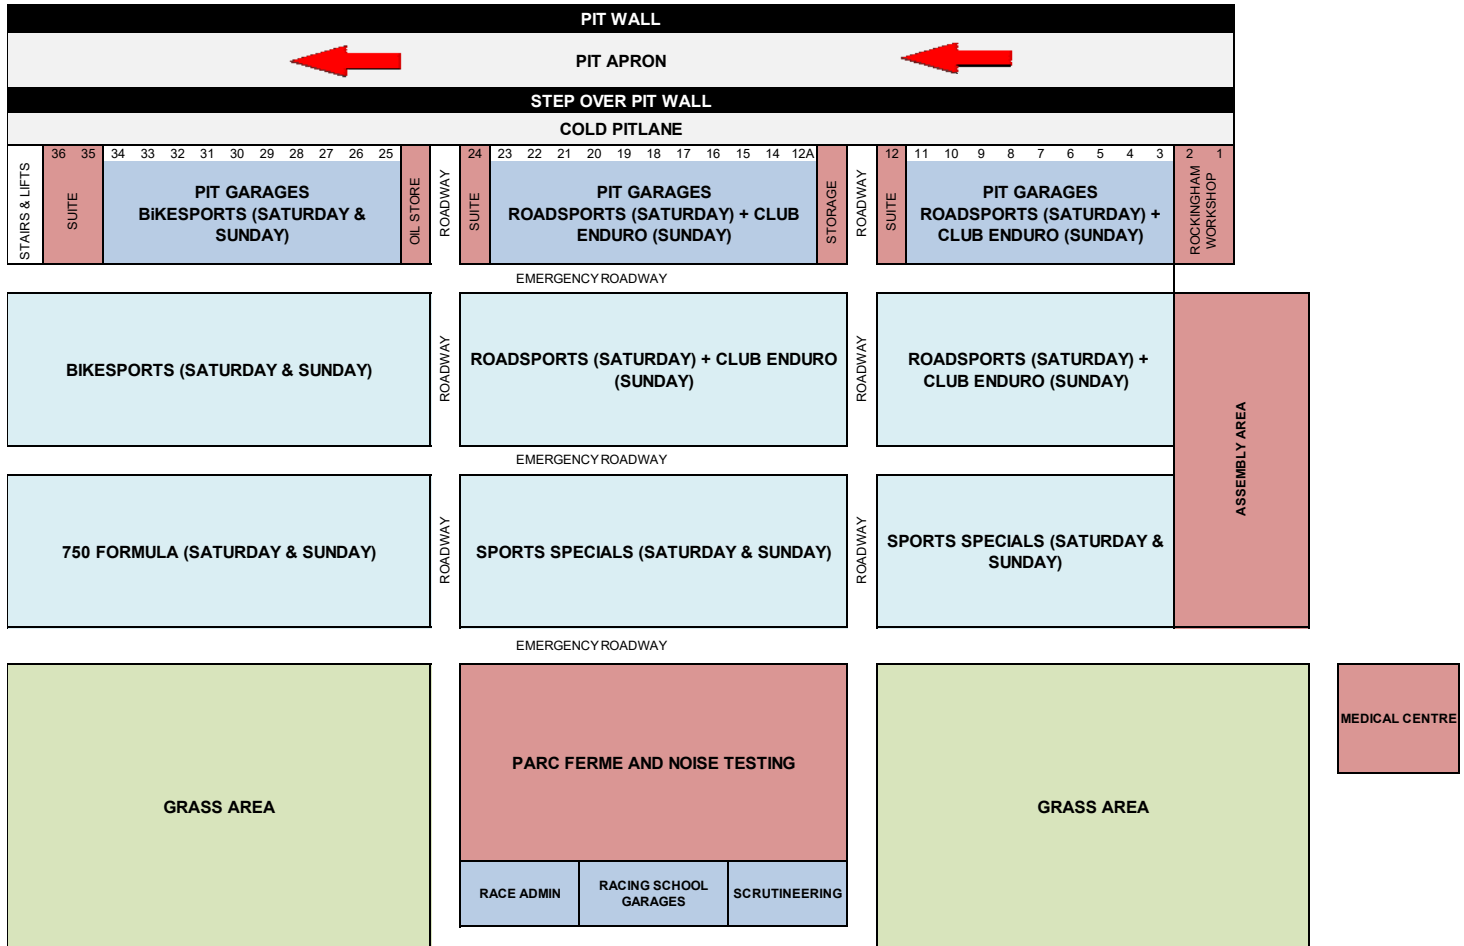 PIT WALL
PIT APRON
STEP OVER PIT WALL
COLD PITLANE
STAIRS & LIFTS
36 35 34 33 32 31 30 29 28 27 26 25
SUITE
PIT GARAGES
BiKESPORTS (SATURDAY &
SUNDAY)
OIL STORE
ROADWAY
24 23 22 21 20 19 18 17 16 15 14 12A
SUITE
PIT GARAGES
ROADSPORTS (SATURDAY) + CLUB
ENDURO (SUNDAY)
STORAGE
ROADWAY
12 11 10 9 8 7 6 5 4 3 2 1
SUITE
PIT GARAGES
ROADSPORTS (SATURDAY) +
CLUB ENDURO (SUNDAY)
ROCKINGHAM
WORKSHOP
EMERGENCY ROADWAY
BIKESPORTS (SATURDAY & SUNDAY)
ROADWAY
ROADSPORTS (SATURDAY) + CLUB ENDURO
(SUNDAY)
ROADWAY
ROADSPORTS (SATURDAY) +
CLUB ENDURO (SUNDAY)
ASSEMBLY AREA
EMERGENCY ROADWAY
750 FORMULA (SATURDAY & SUNDAY)
ROADWAY
SPORTS SPECIALS (SATURDAY & SUNDAY)
ROADWAY
SPORTS SPECIALS (SATURDAY &
SUNDAY)
EMERGENCY ROADWAY
GRASS AREA
PARC FERME AND NOISE TESTING
GRASS AREA
MEDICAL CENTRE
RACE ADMIN
RACING SCHOOL
GARAGES
SCRUTINEERING